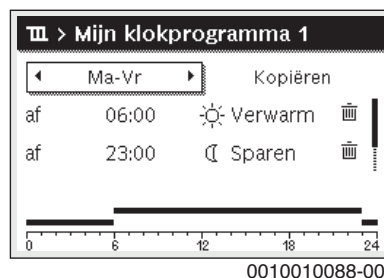 > Mijn klokprogramma 1
Ma-Vr Kopiëren
af 06:00 Verwarm
af 23:00 Sparen
0 6 12 18 24
0010010088-00